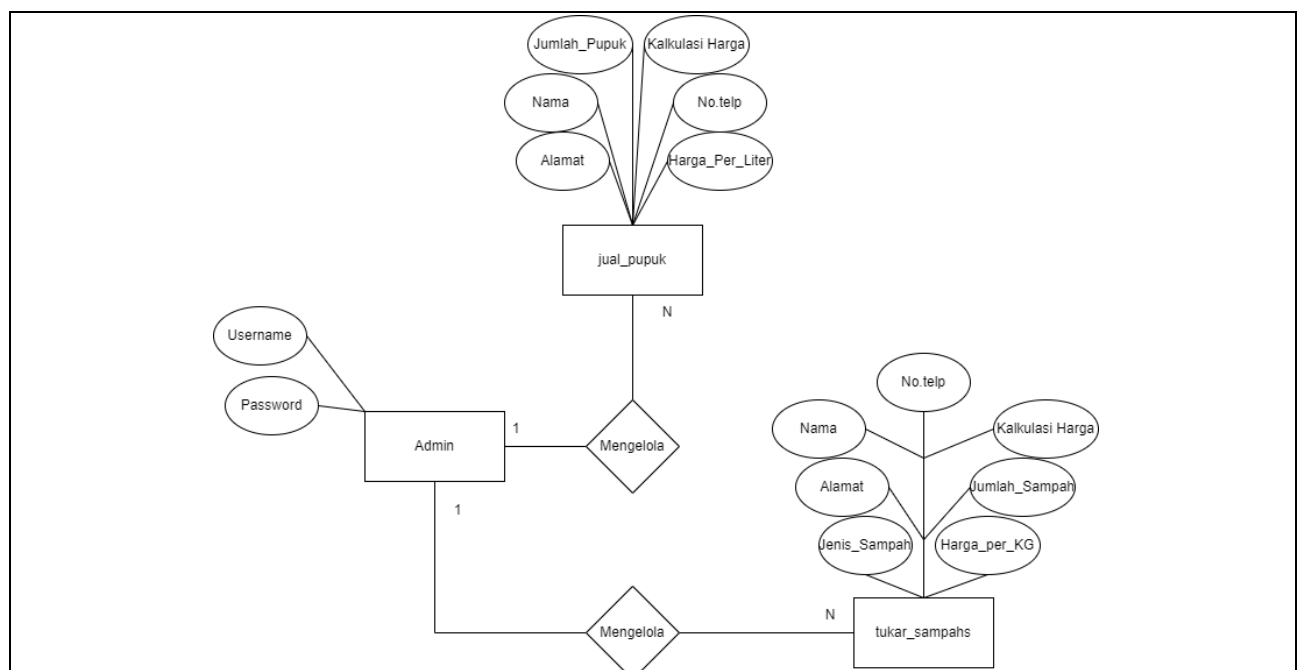 Jumlah_Pupuk
Kalkulasi Harga
Nama
No.telp
Alamat
Harga_Per_Liter
jual_pupuk
N
Username
Password
Admin
1
Mengelola
1
No.telp
Nama
Kalkulasi Harga
Alamat
Jumlah_Sampah
Jenis_Sampah
Harga_per_KG
Mengelola
N
tukar_sampahs